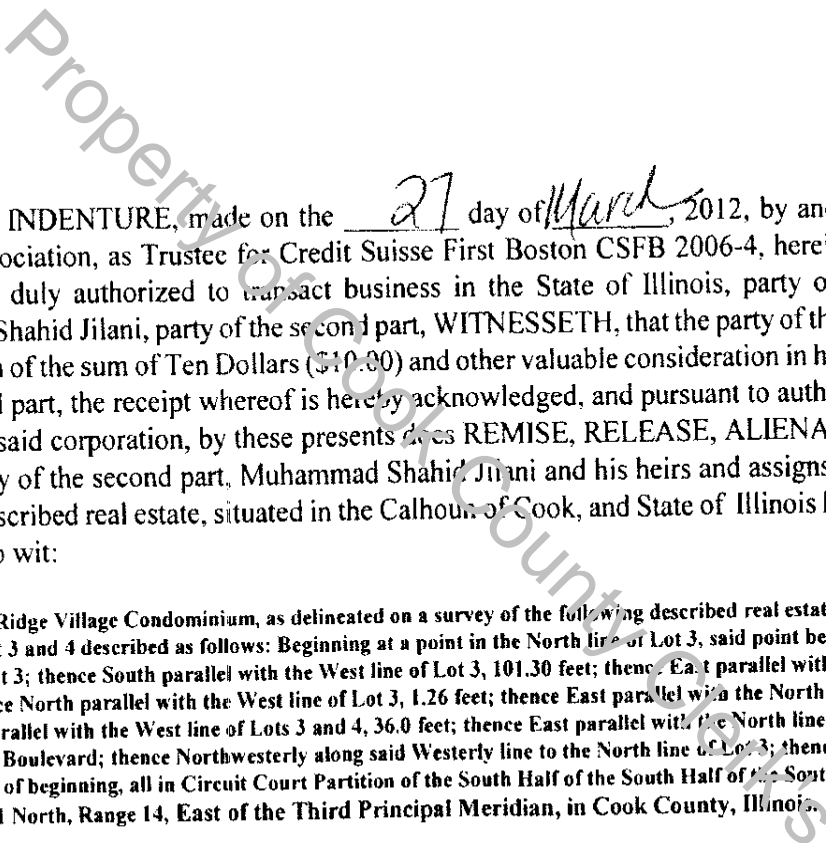 Property of Cook County Clerk's
INDENTURE, made on the 27 day of March, 2012, by an
ociation, as Trustee for Credit Suisse First Boston CSFB 2006-4, here
duly authorized to transact business in the State of Illinois, party o
Shahid Jilani, party of the second part, WITNESSETH, that the party of th
of the sum of Ten Dollars ($10.00) and other valuable consideration in h
part, the receipt whereof is hereby acknowledged, and pursuant to auth
said corporation, by these presents does REMISE, RELEASE, ALIENA
y of the second part, Muhammad Shahid Jilani and his heirs and assigns
scribed real estate, situated in the Calhoun of Cook, and State of Illinois
o wit:
Ridge Village Condominium, as delineated on a survey of the following described real estat
3 and 4 described as follows: Beginning at a point in the North line of Lot 3, said point be
t 3; thence South parallel with the West line of Lot 3, 101.30 feet; thence East parallel with
ce North parallel with the West line of Lot 3, 1.26 feet; thence East parallel with the North
rallel with the West line of Lots 3 and 4, 36.0 feet; thence East parallel with the North line
Boulevard; thence Northwesterly along said Westerly line to the North line of Lot 3; thenc
of beginning, all in Circuit Court Partition of the South Half of the South Half of the Sout
North, Range 14, East of the Third Principal Meridian, in Cook County, Illinois.